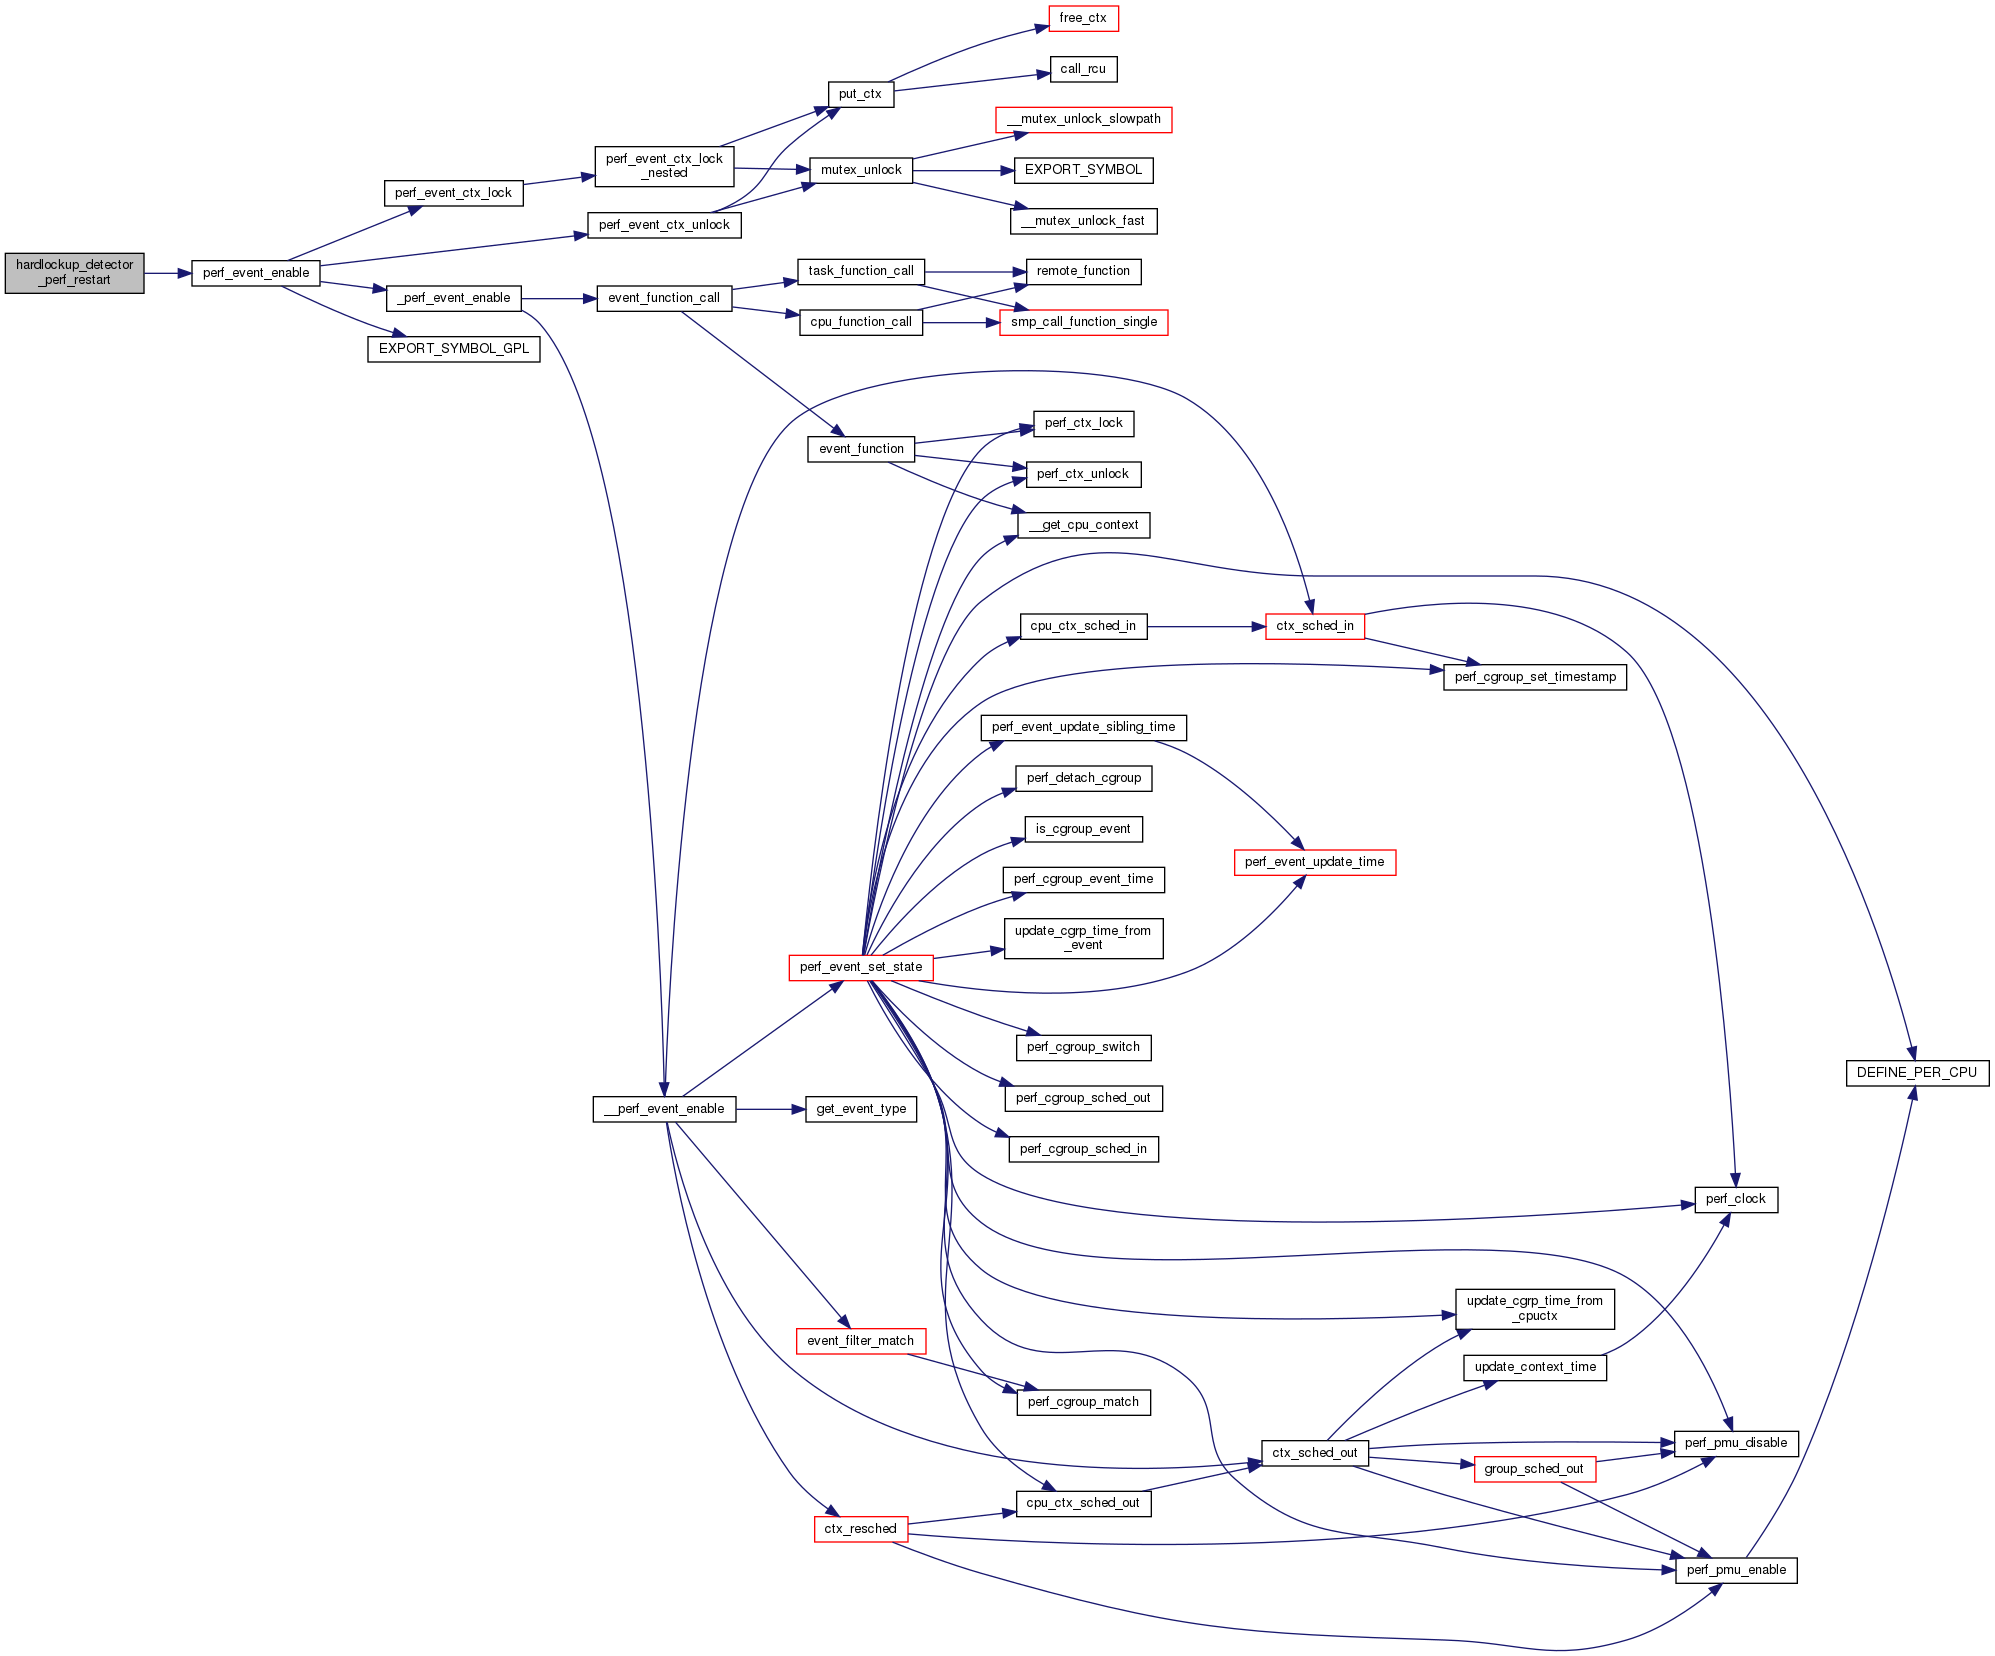 free_ctx
call_rcu
put_ctx
__mutex_unlock_slowpath
perf_event_ctx_lock
_nested
mutex_unlock
EXPORT_SYMBOL
perf_event_ctx_lock
__mutex_unlock_fast
perf_event_ctx_unlock
hardlockup_detector
_perf_restart
perf_event_enable
task_function_call
remote_function
_perf_event_enable
event_function_call
cpu_function_call
smp_call_function_single
EXPORT_SYMBOL_GPL
perf_ctx_lock
event_function
perf_ctx_unlock
__get_cpu_context
cpu_ctx_sched_in
ctx_sched_in
perf_cgroup_set_timestamp
perf_event_update_sibling_time
perf_detach_cgroup
is_cgroup_event
perf_event_update_time
perf_cgroup_event_time
update_cgrp_time_from
_event
perf_event_set_state
perf_cgroup_switch
DEFINE_PER_CPU
perf_cgroup_sched_out
__perf_event_enable
get_event_type
perf_cgroup_sched_in
perf_clock
update_cgrp_time_from
_cpuctx
event_filter_match
update_context_time
perf_cgroup_match
perf_pmu_disable
ctx_sched_out
group_sched_out
cpu_ctx_sched_out
ctx_resched
perf_pmu_enable